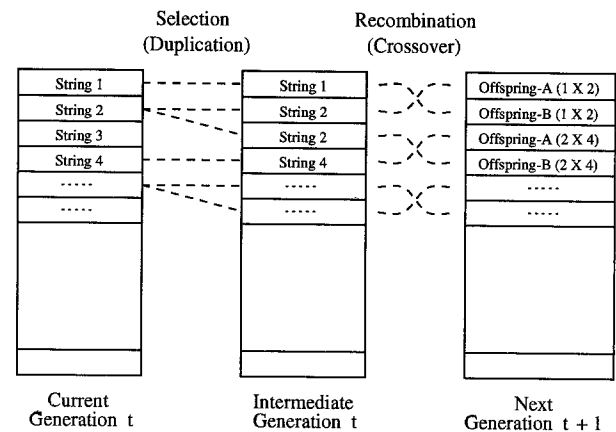 Selection
(Duplication)
Recombination
(Crossover)
String 1
String 2
String 3
String 4
.....
.....
String 1
String 2
String 2
String 4
.....
.....
Offspring-A (1 X 2)
Offspring-B (1 X 2)
Offspring-A (2 X 4)
Offspring-B (2 X 4)
.....
.....
Current
Generation t
Intermediate
Generation t
Next
Generation t + 1